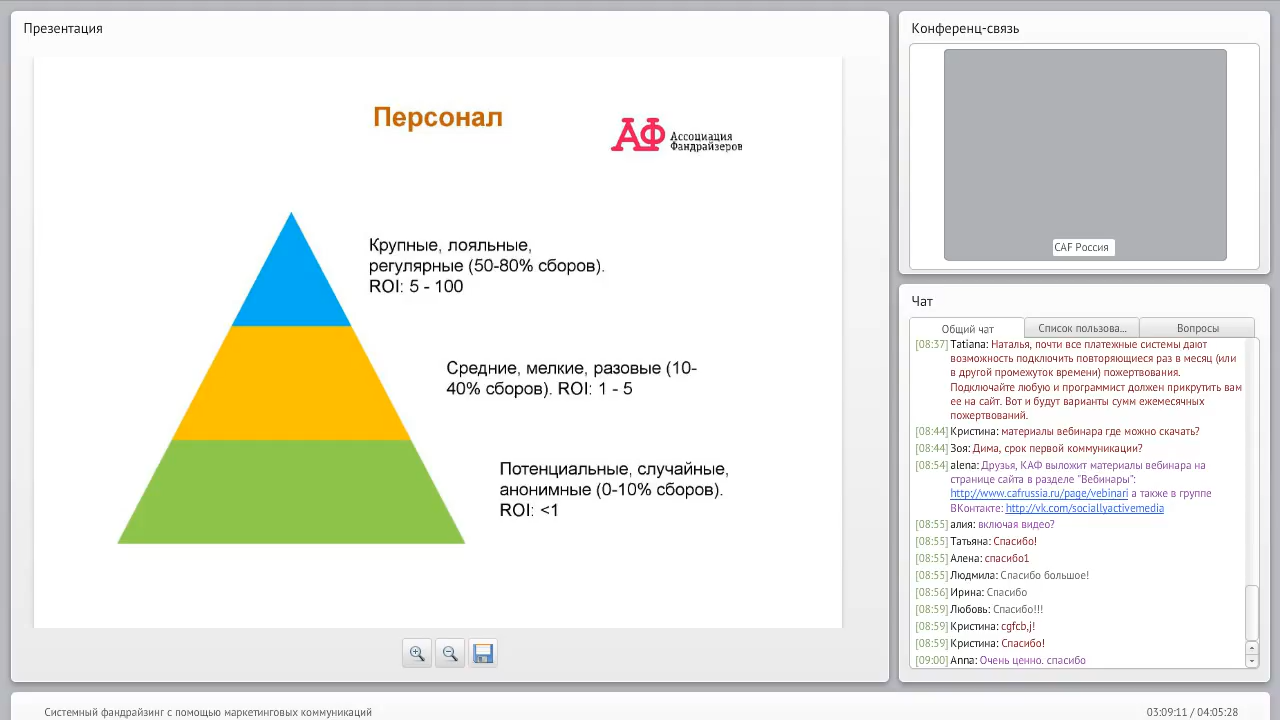 Презентация
Персонал
АФ Ассоциация
Фандрайзеров
Крупные, лояльные,
регулярные (50-80% сборов).
ROI: 5 - 100
Средние, мелкие, разовые (10-
40% сборов). ROI: 1 - 5
Потенциальные, случайные,
анонимные (0-10% сборов).
ROI: <1
Конференц-связь
CAF Россия
Чат
Общий чат
Список пользова...
Вопросы
[08:37] Tatiana: Наталья, почти все платежные системы дают
возможность подключить повторяющиеся раз в месяц (или
в другой промежуток времени) пожертвования.
Подключайте любую и программист должен прикрутить вам
ее на сайт. Вот и будут варианты сумм ежемесячных
пожертвований.
[08:44] Кристина: материалы вебинара где можно скачать?
[08:44] Зоя: Дима, срок первой коммуникации?
[08:54] alena: Друзья, КАФ выложит материалы вебинара на
странице сайта в разделе "Вебинары":
http://www.cafrussia.ru/page/vebinari а также в группе
ВКонтакте: http://vk.com/sociallyactivemedia
[08:55] алия: включая видео?
[08:55] Татьяна: Спасибо!
[08:55] Алена: спасибо1
[08:55] Людмила: Спасибо большое!
[08:56] Ирина: Спасибо
[08:59] Любовь: Спасибо!!!
[08:59] Кристина: cgfcb,j!
[08:59] Кристина: Спасибо!
[09:00] Anna: Очень ценно. спасибо
Системный фандрайзинг с помощью маркетинговых коммуникаций
03:09:11 / 04:05:28